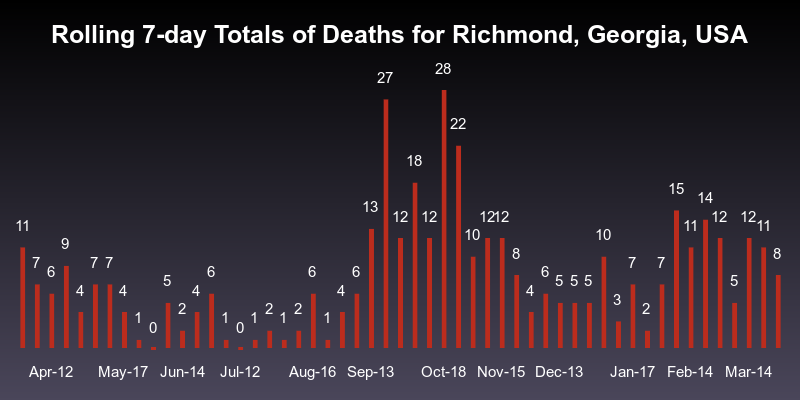 Rolling 7-day Totals of Deaths for Richmond, Georgia, USA
11 7 6 9 4 7 7 4 1 0 5 2 4 6 1 0 1 2 1 2 6 1 4 6 13 27 12 18 12 28 22 10 12 12 8 4 6 5 5 5 10 3 7 2 7 15 11 14 12 5 12 11 8
Apr-12 May-17 Jun-14 Jul-12 Aug-16 Sep-13 Oct-18 Nov-15 Dec-13 Jan-17 Feb-14 Mar-14